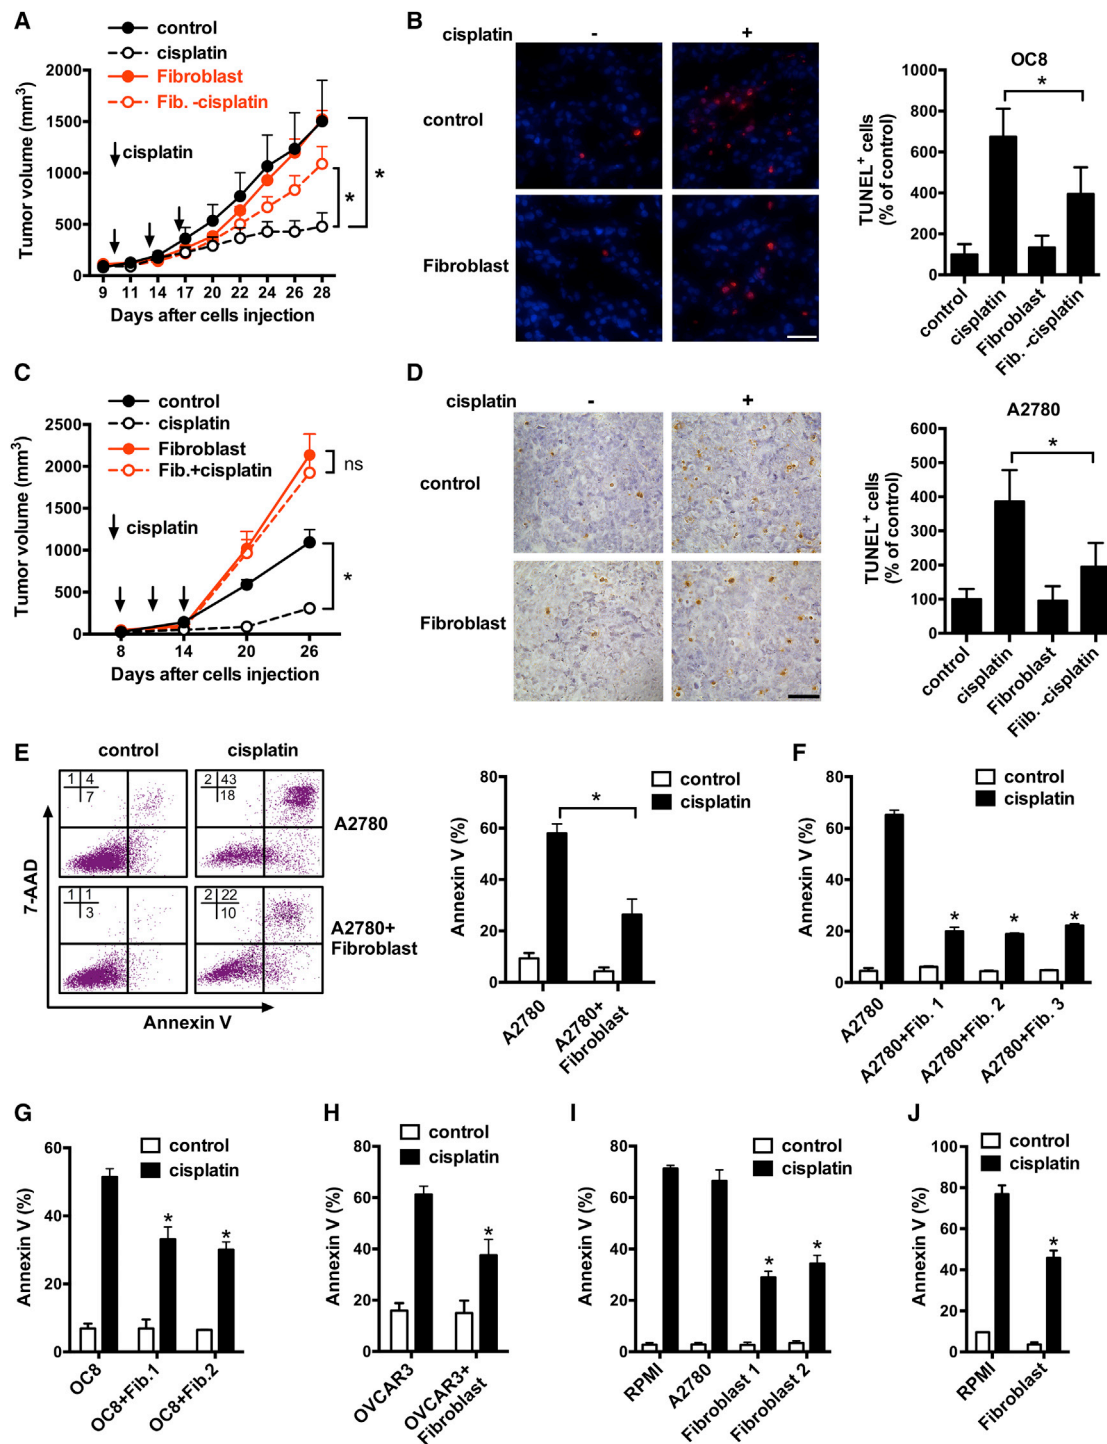 A
control
cisplatin
Fibroblast
Fib. -cisplatin
cisplatin
Tumor volume (mm3)
2000
1500
1000
500
0
*
*
9 11 14 17 20 22 24 26 28
Days after cells injection
B
cisplatin - +
control
Fibroblast
OC8
TUNEL+ cells
(% of control)
1000
800
600
400
200
0
*
control
cisplatin
Fibroblast
Fib. -cisplatin
C
control
cisplatin
Fibroblast
Fib.+cisplatin
cisplatin
Tumor volume (mm3)
2500
2000
1500
1000
500
0
ns
*
8 14 20 26
Days after cells injection
D
cisplatin - +
control
Fibroblast
A2780
TUNEL+ cells
(% of control)
600
500
400
300
200
100
0
*
control
cisplatin
Fibroblast
Fiib. -cisplatin
E
control cisplatin
1 4
7
2 43
18
A2780
1 1
3
2 22
10
A2780+
Fibroblast
7-AAD
Annexin V
control
cisplatin
Annexin V (%)
80
60
40
20
0
*
A2780
A2780+
Fibroblast
F
control
cisplatin
Annexin V (%)
80
60
40
20
0
* * *
A2780
A2780+Fib. 1
A2780+Fib. 2
A2780+Fib. 3
G
control
cisplatin
Annexin V (%)
60
40
20
0
* *
OC8
OC8+Fib.1
OC8+Fib.2
H
control
cisplatin
Annexin V (%)
80
60
40
20
0
*
OVCAR3
OVCAR3+
Fibroblast
I
control
cisplatin
Annexin V (%)
80
60
40
20
0
* *
RPMI
A2780
Fibroblast 1
Fibroblast 2
J
control
cisplatin
Annexin V (%)
100
80
60
40
20
0
*
RPMI
Fibroblast